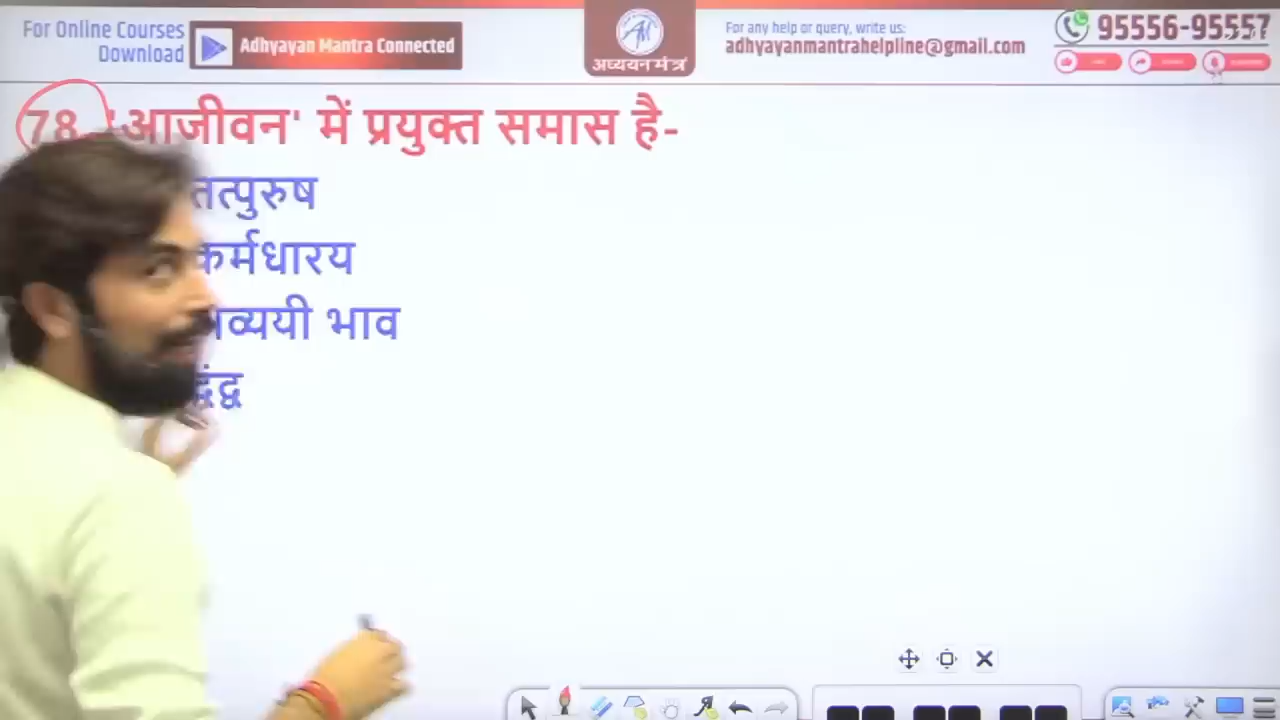 For Online Courses
Download
Adhyayan Mantra Connected
अध्ययन मंत्र
For any help or query, write us:
adhyayanmantrahelpline@gmail.com
95556-95557
78 'आजीवन' में प्रयुक्त समास है-
तत्पुरुष
कर्मधारय
भाव
द्वंद्व